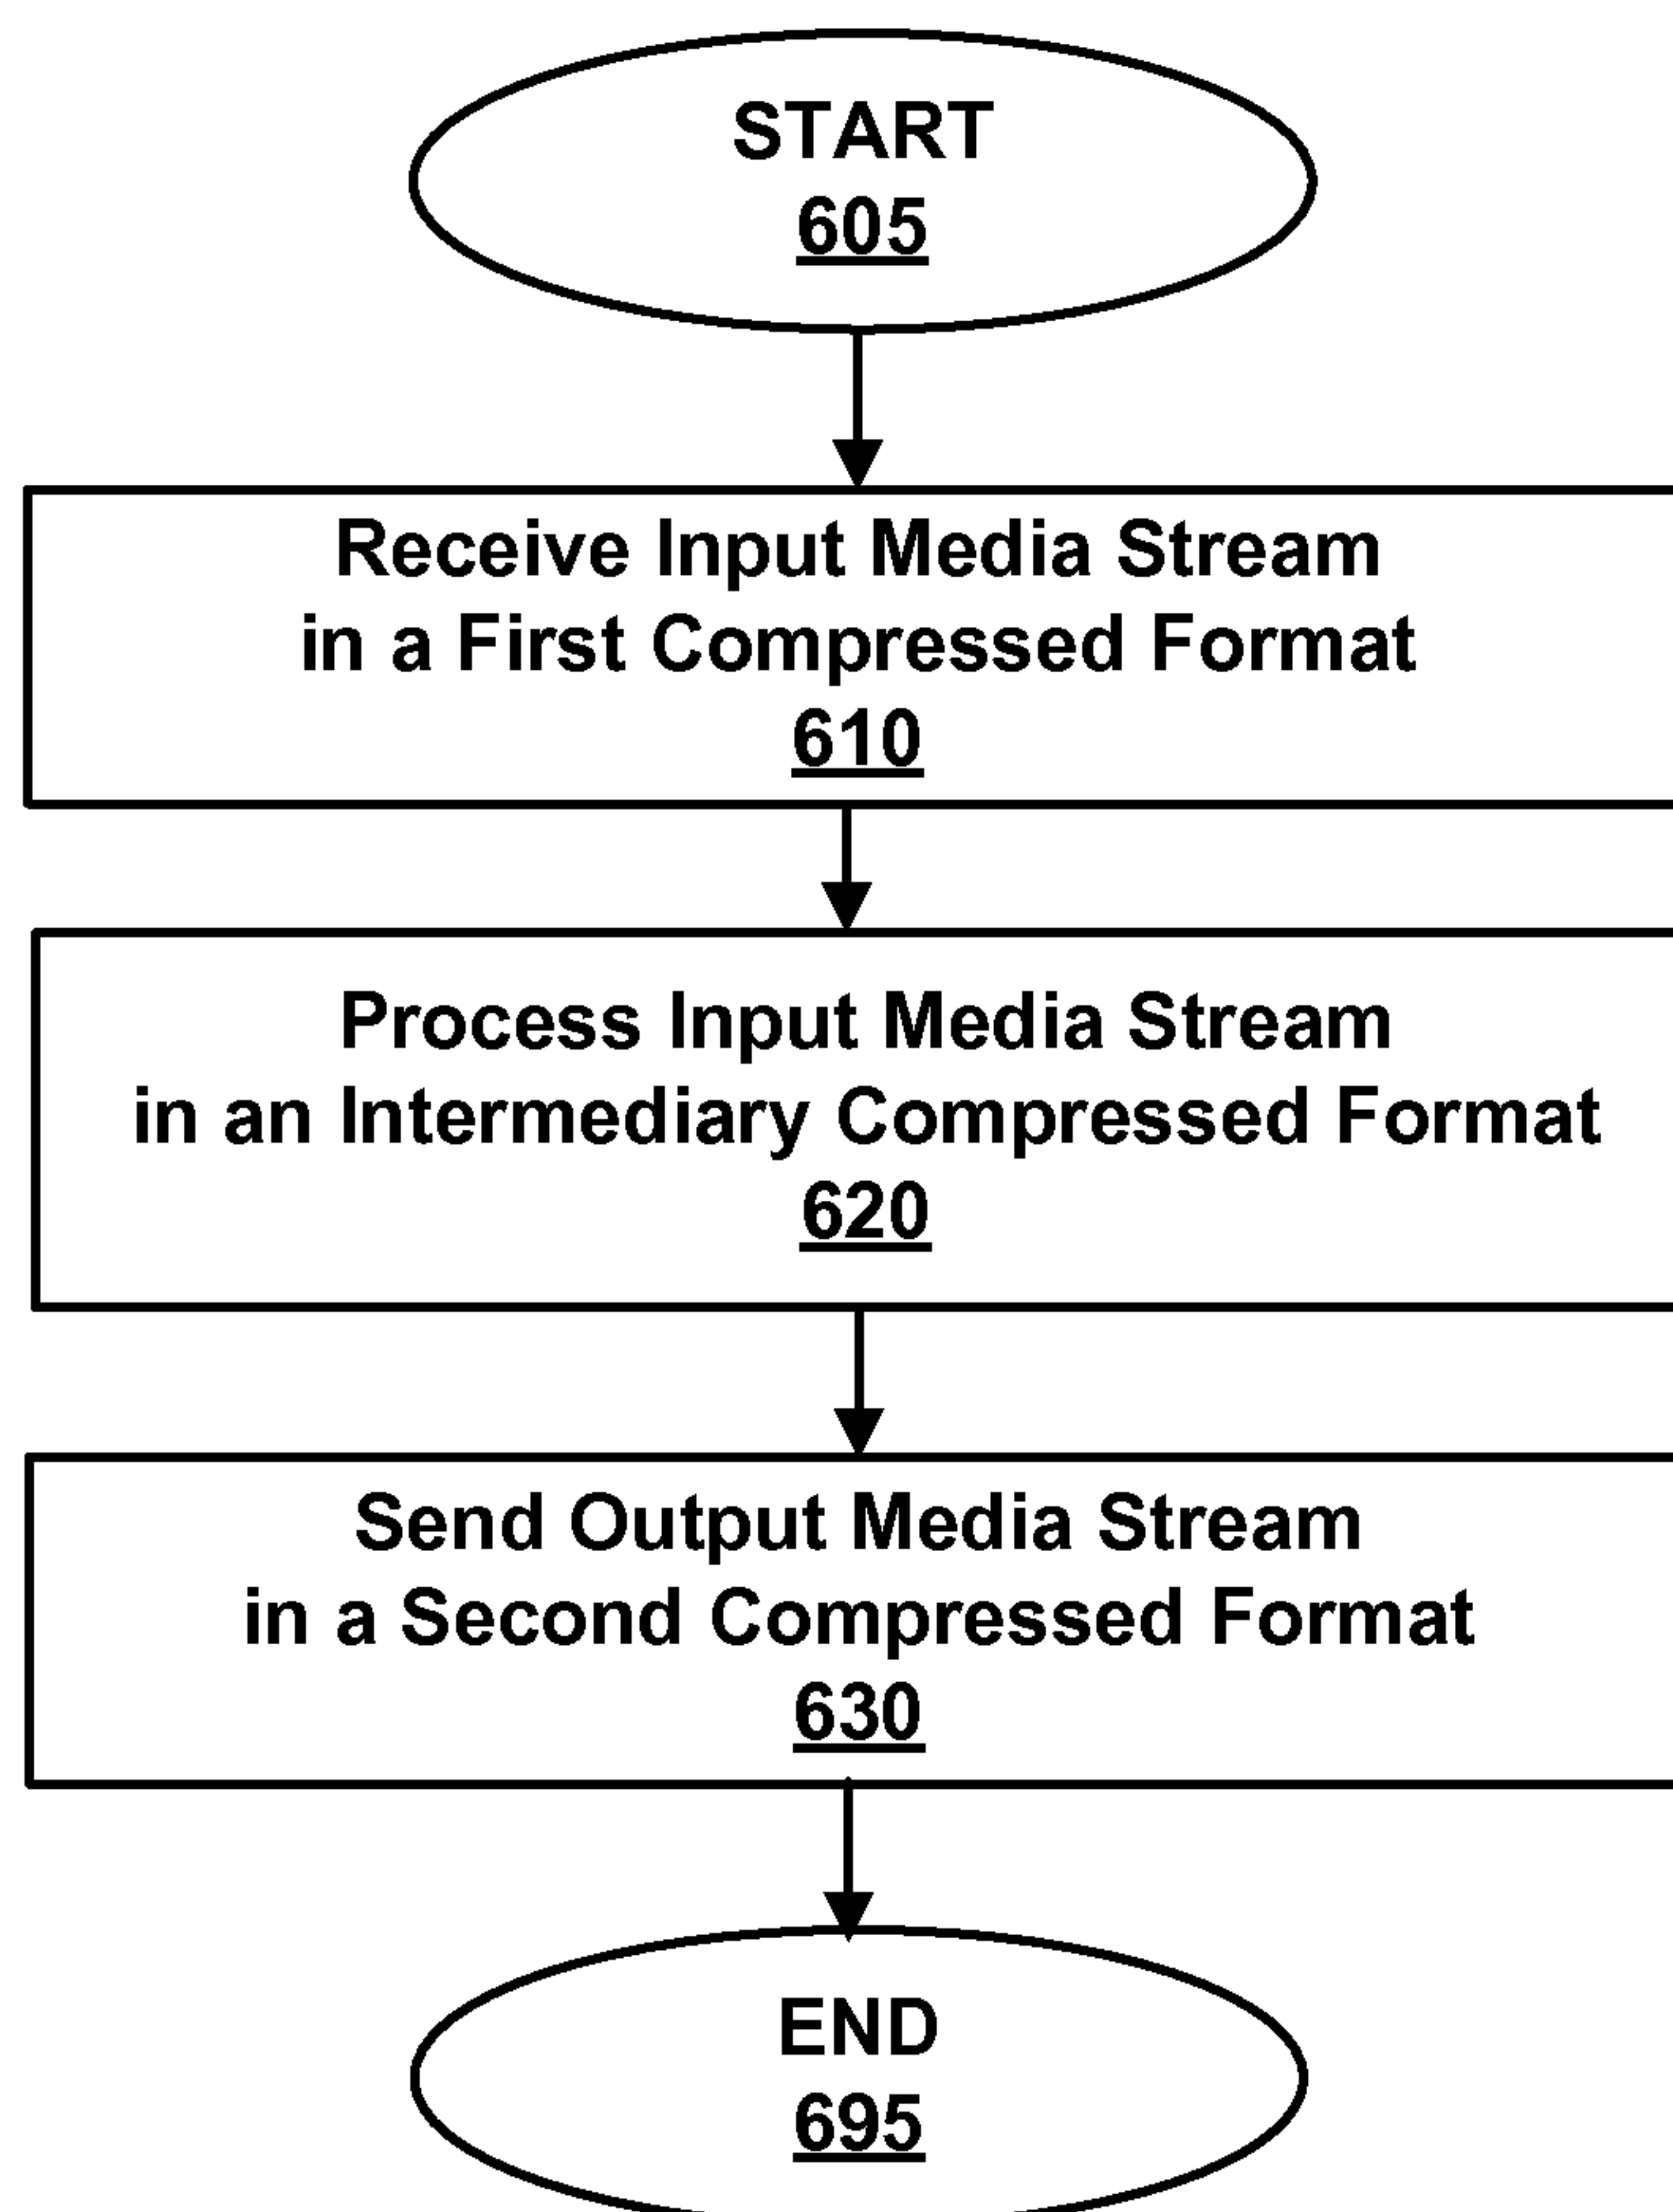 START
605
Receive Input Media Stream
in a First Compressed Format
610
Process Input Media Stream
in an Intermediary Compressed Format
620
Send Output Media Stream
in a Second Compressed Format
630
END
695